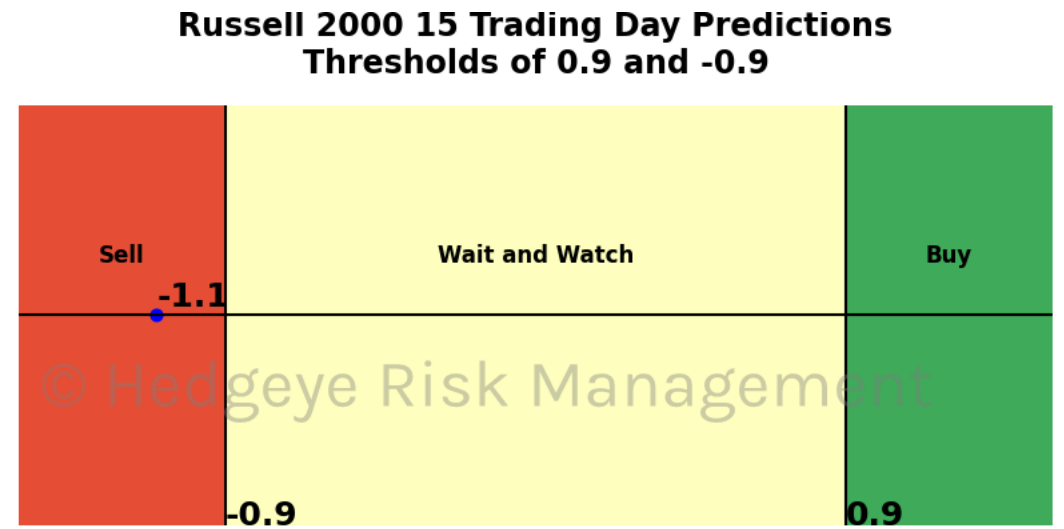 Russell 2000 15 Trading Day Predictions
Thresholds of 0.9 and -0.9
Sell
Wait and Watch
Buy
-1.1
© Hedgeye Risk Management
-0.9
0.9